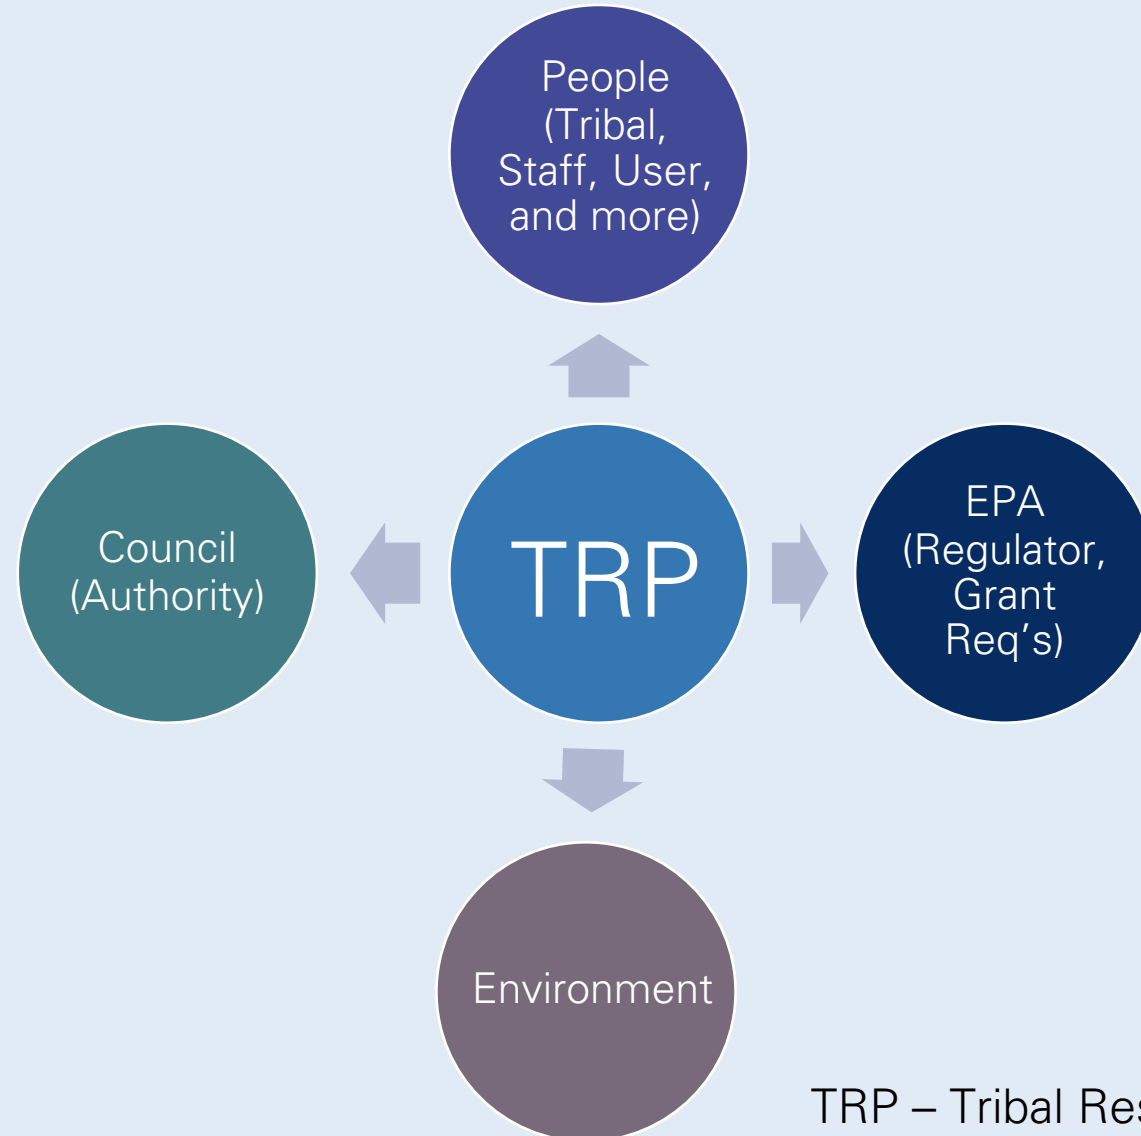 People
(Tribal,
Staff, User,
and more)
Council
(Authority)
TRP
EPA
(Regulator,
Grant
Req’s)
Environment
TRP – Tribal Res